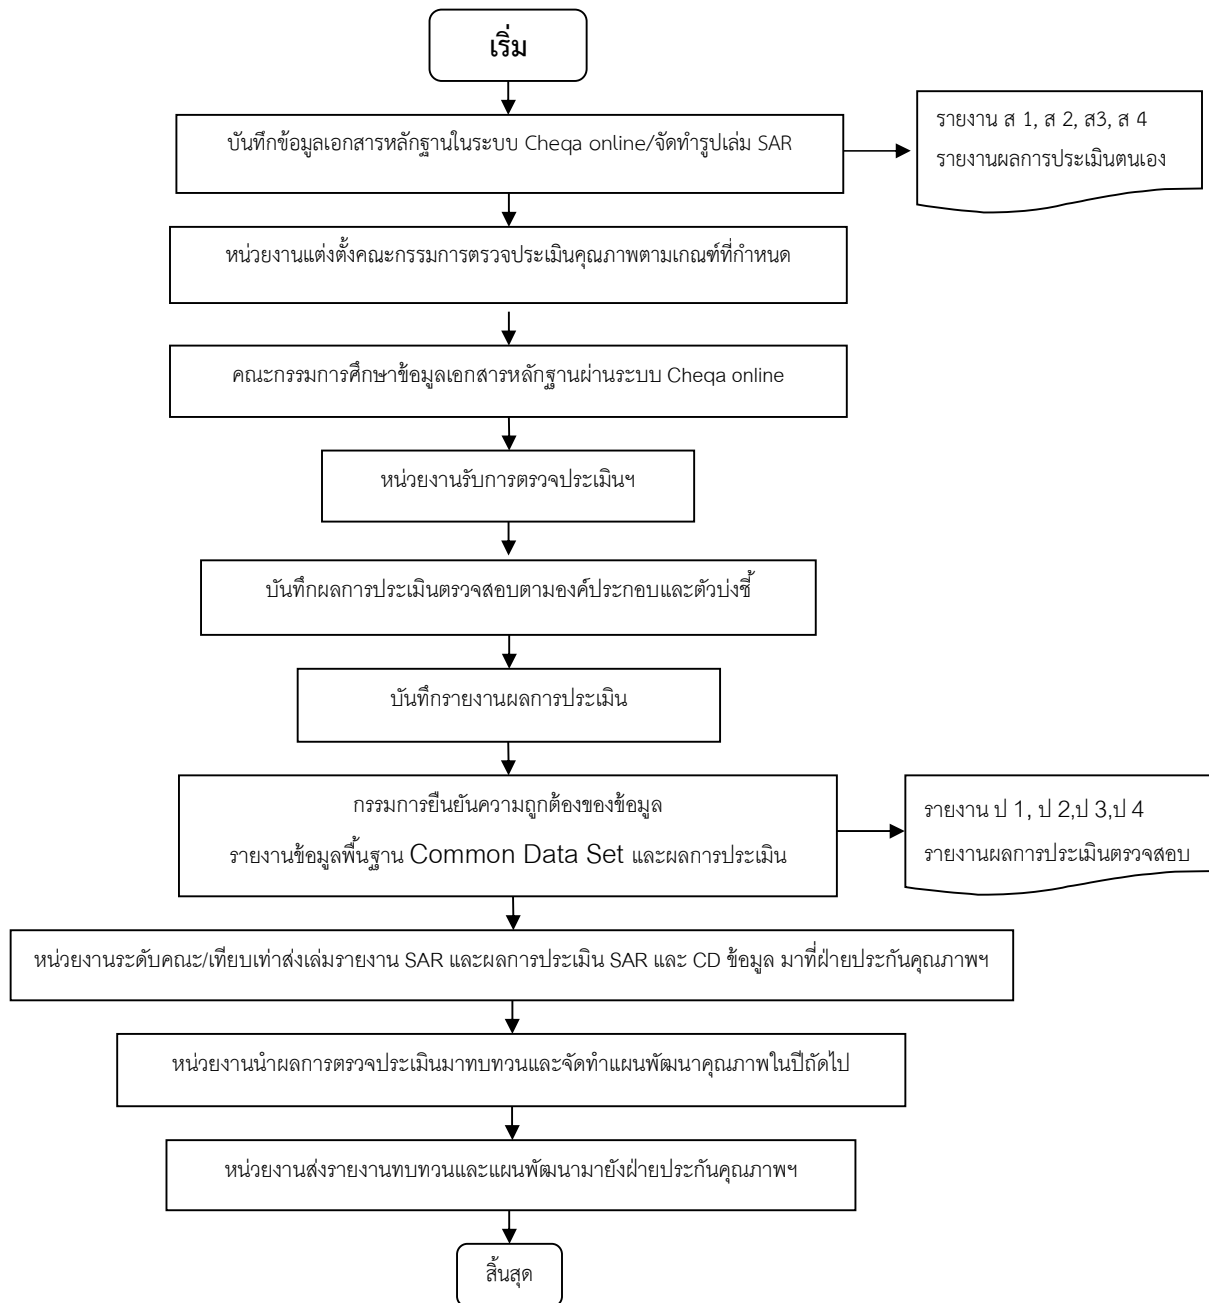 เริ่ม
บันทึกข้อมูลเอกสารหลักฐานในระบบ Cheqa online/จัดทำรูปเล่ม SAR
รายงาน ส 1, ส 2, ส3, ส 4
รายงานผลการประเมินตนเอง
หน่วยงานแต่งตั้งคณะกรรมการตรวจประเมินคุณภาพตามเกณฑ์ที่กำหนด
คณะกรรมการศึกษาข้อมูลเอกสารหลักฐานผ่านระบบ Cheqa online
หน่วยงานรับการตรวจประเมินฯ
บันทึกผลการประเมินตรวจสอบตามองค์ประกอบและตัวบ่งชี้
บันทึกรายงานผลการประเมิน
กรรมการยืนยันความถูกต้องของข้อมูล
รายงานข้อมูลพื้นฐาน Common Data Set และผลการประเมิน
รายงาน ป 1, ป 2,ป 3,ป 4
รายงานผลการประเมินตรวจสอบ
หน่วยงานระดับคณะ/เทียบเท่าส่งเล่มรายงาน SAR และผลการประเมิน SAR และ CD ข้อมูล มาที่ฝ่ายประกันคุณภาพฯ
หน่วยงานนำผลการตรวจประเมินมาทบทวนและจัดทำแผนพัฒนาคุณภาพในปีถัดไป
หน่วยงานส่งรายงานทบทวนและแผนพัฒนามายังฝ่ายประกันคุณภาพฯ
สิ้นสุด